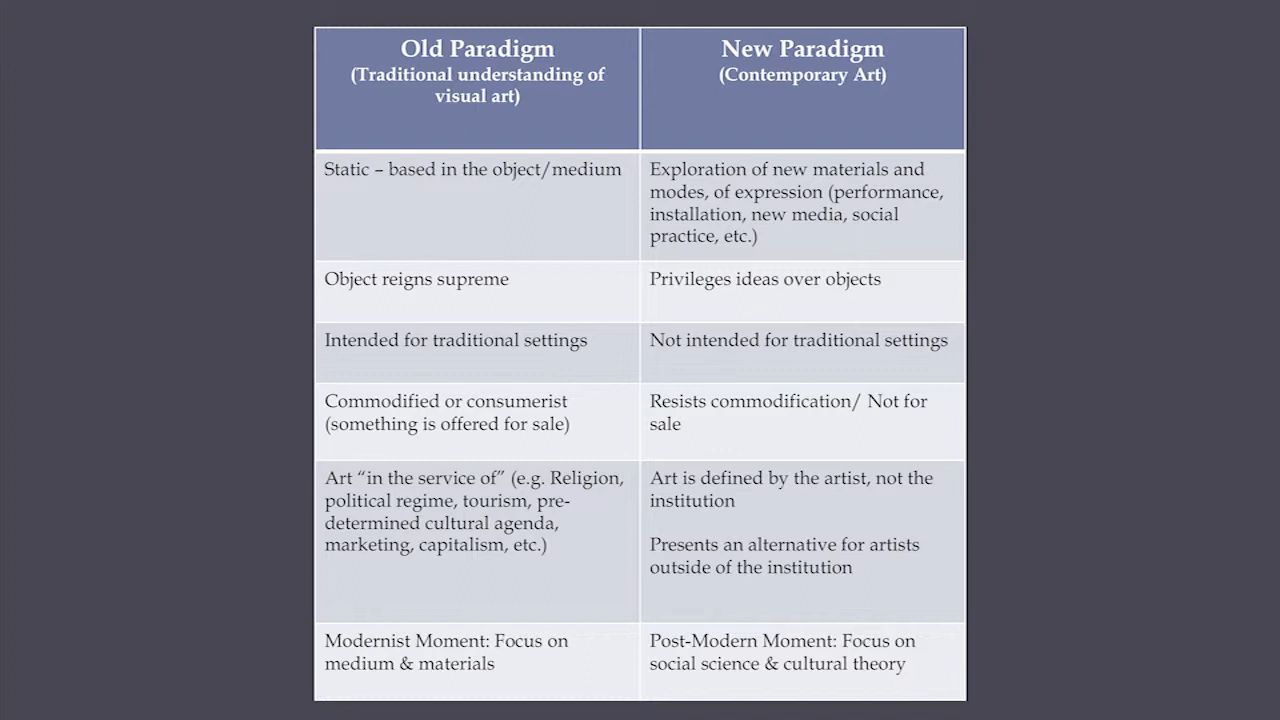 Old Paradigm
(Traditional understanding of
visual art)
New Paradigm
(Contemporary Art)
Static – based in the object/medium
Exploration of new materials and
modes, of expression (performance,
installation, new media, social
practice, etc.)
Object reigns supreme
Privileges ideas over objects
Intended for traditional settings
Not intended for traditional settings
Commodified or consumerist
(something is offered for sale)
Resists commodification/ Not for
sale
Art “in the service of” (e.g. Religion,
political regime, tourism, pre-
determined cultural agenda,
marketing, capitalism, etc.)
Art is defined by the artist, not the
institution
Presents an alternative for artists
outside of the institution
Modernist Moment: Focus on
medium & materials
Post-Modern Moment: Focus on
social science & cultural theory